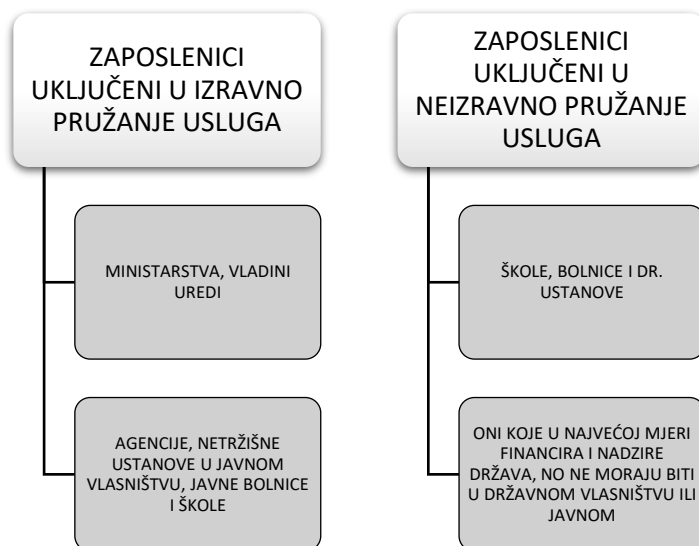 ZAPOSLENICI
UKLJUČENI U IZRAVNO
PRUŽANJE USLUGA
MINISTARSTVA, VLADINI
UREDI
AGENCIJE, NETRŽIŠNE
USTANOVE U JAVNOM
VLASNIŠTVU, JAVNE BOLNICE
I ŠKOLE
ZAPOSLENICI
UKLJUČENI U
NEIZRAVNO PRUŽANJE
USLUGA
ŠKOLE, BOLNICE I DR.
USTANOVE
ONI KOJE U NAJVEĆOJ MJERI
FINANCIRA I NADZIRE
DRŽAVA, NO NE MORAJU BITI
U DRŽAVNOM VLASNIŠTVU ILI
JAVNOM